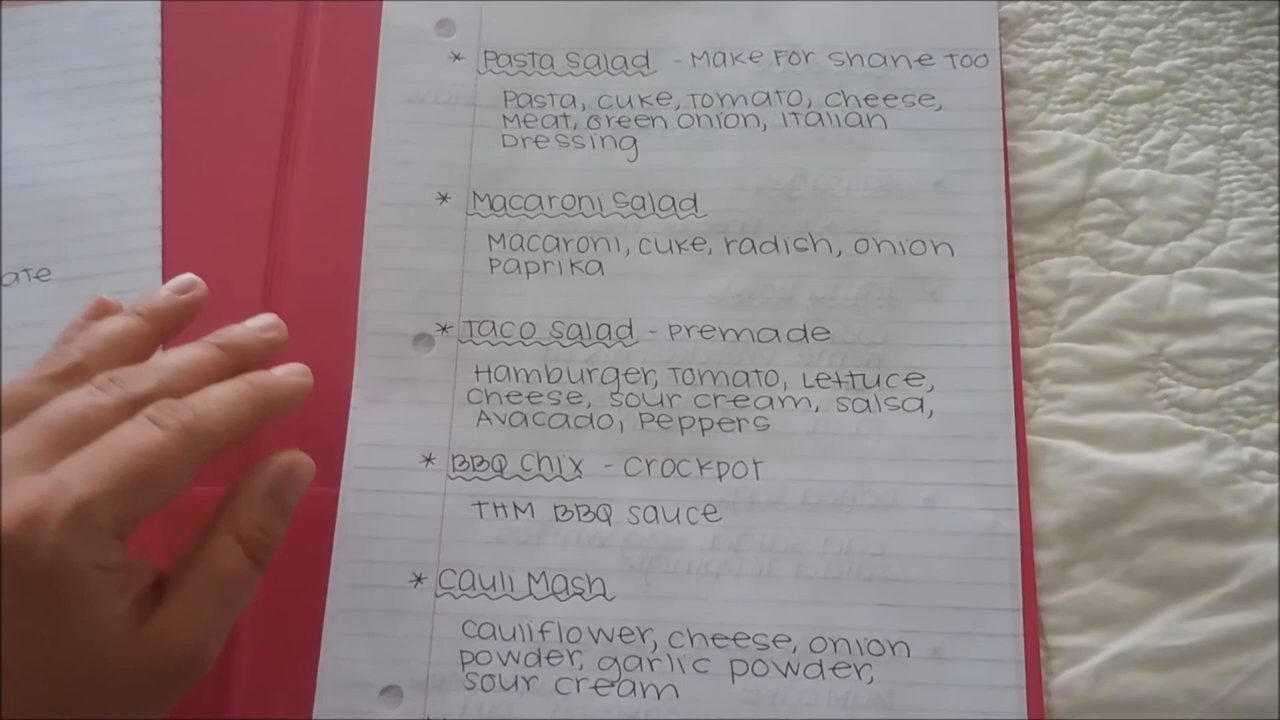 * Pasta Salad - Make for Shane too
Pasta, cuke, Tomato, cheese,
Meat, Green onion, Italian
Dressing
* Macaroni Salad
Macaroni, cuke, radish, onion
Paprika
* Taco Salad - Premade
Hamburger, Tomato, Lettuce,
cheese, sour cream, salsa,
Avacado, Peppers
* BBQ Chix - crockpot
THM BBQ sauce
* Cauli Mash
cauliflower, cheese, onion
powder, garlic powder,
sour cream
ate